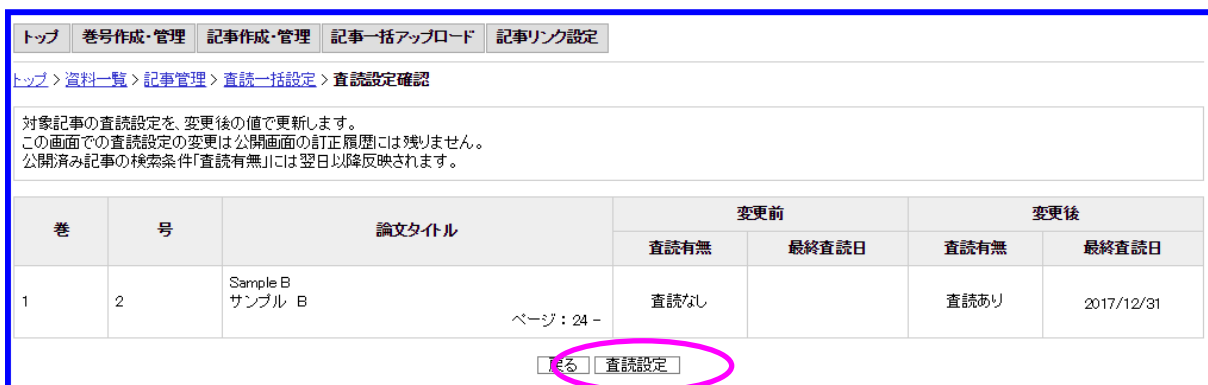 トップ 巻号作成・管理 記事作成・管理 記事一括アップロード 記事リンク設定
トップ > 資料一覧 > 記事管理 > 査読一括設定 > 査読設定確認
対象記事の査読設定を、変更後の値で更新します。
この画面での査読設定の変更は公開画面の訂正履歴には残りません。
公開済み記事の検索条件「査読有無」には翌日以降反映されます。
巻 号 論文タイトル 変更前 変更後
査読有無 最終査読日 査読有無 最終査読日
1 2 Sample B 査読なし 査読あり 2017/12/31
サンプル B
ページ：24 -
戻る 査読設定